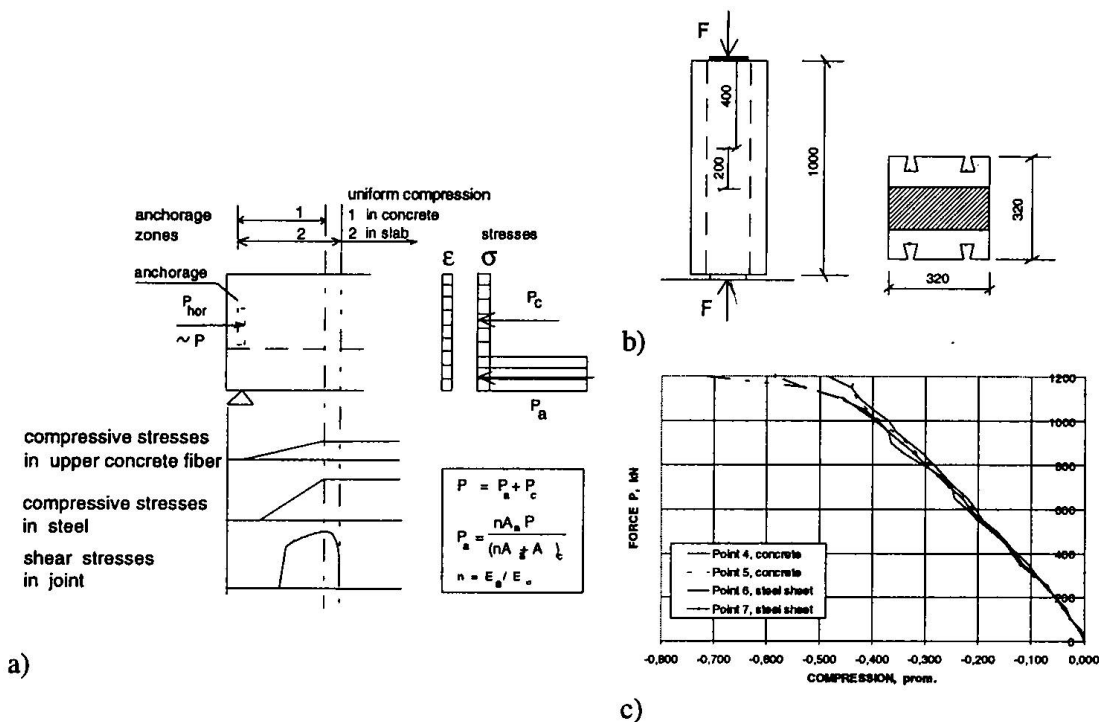 anchorage
zones
1
2
uniform compression
1 in concrete
2 in slab
anchorage
P hor
~ P
ε
stresses
σ
P c
P a
compressive stresses
in upper concrete fiber
compressive stresses
in steel
shear stresses
in joint
P = P a + P c
P a = nA a P
(nA a + A ) c
n = E a / E c
a)
F
400
200
1000
F
320
320
b)
FORCE P, kN
1200
1000
800
600
400
200
0
Point 4, concrete
Point 5, concrete
Point 6, steel sheet
Point 7, steel sheet
-0,800 -0,700 -0,600 -0,500 -0,400 -0,300 -0,200 -0,100 0,000
COMPRESSION, prom.
c)